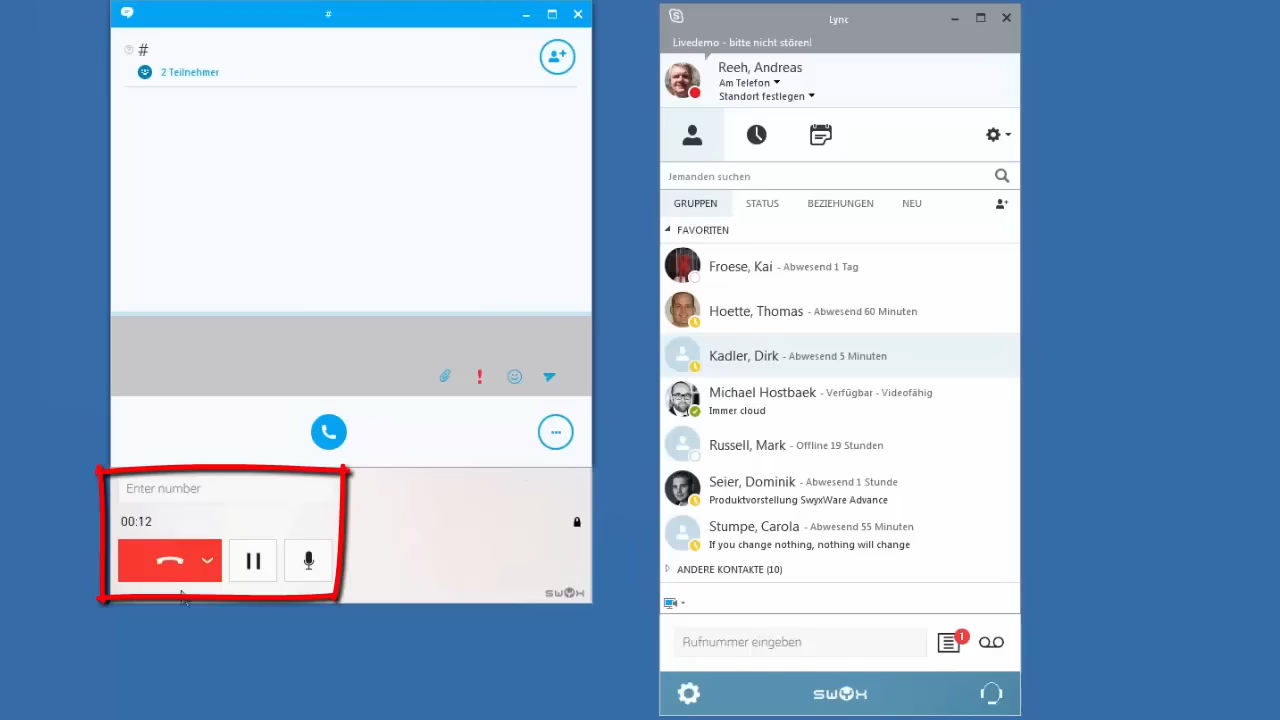 #
#
2 Teilnehmer
Enter number
00:12
swyx
Lync
Livedemo - bitte nicht stören!
Reeh, Andreas
Am Telefon
Standort festlegen
Jemanden suchen
GRUPPEN STATUS BEZIEHUNGEN NEU
FAVORITEN
Froese, Kai - Abwesend 1 Tag
Hoette, Thomas - Abwesend 60 Minuten
Kadler, Dirk - Abwesend 5 Minuten
Michael Hostbaek - Verfügbar - Videofähig
Immer cloud
Russell, Mark - Offline 19 Stunden
Seier, Dominik - Abwesend 1 Stunde
Produktvorstellung SwyxWare Advance
Stumpe, Carola - Abwesend 55 Minuten
If you change nothing, nothing will change
ANDERE KONTAKTE (10)
Rufnummer eingeben
1
swyx